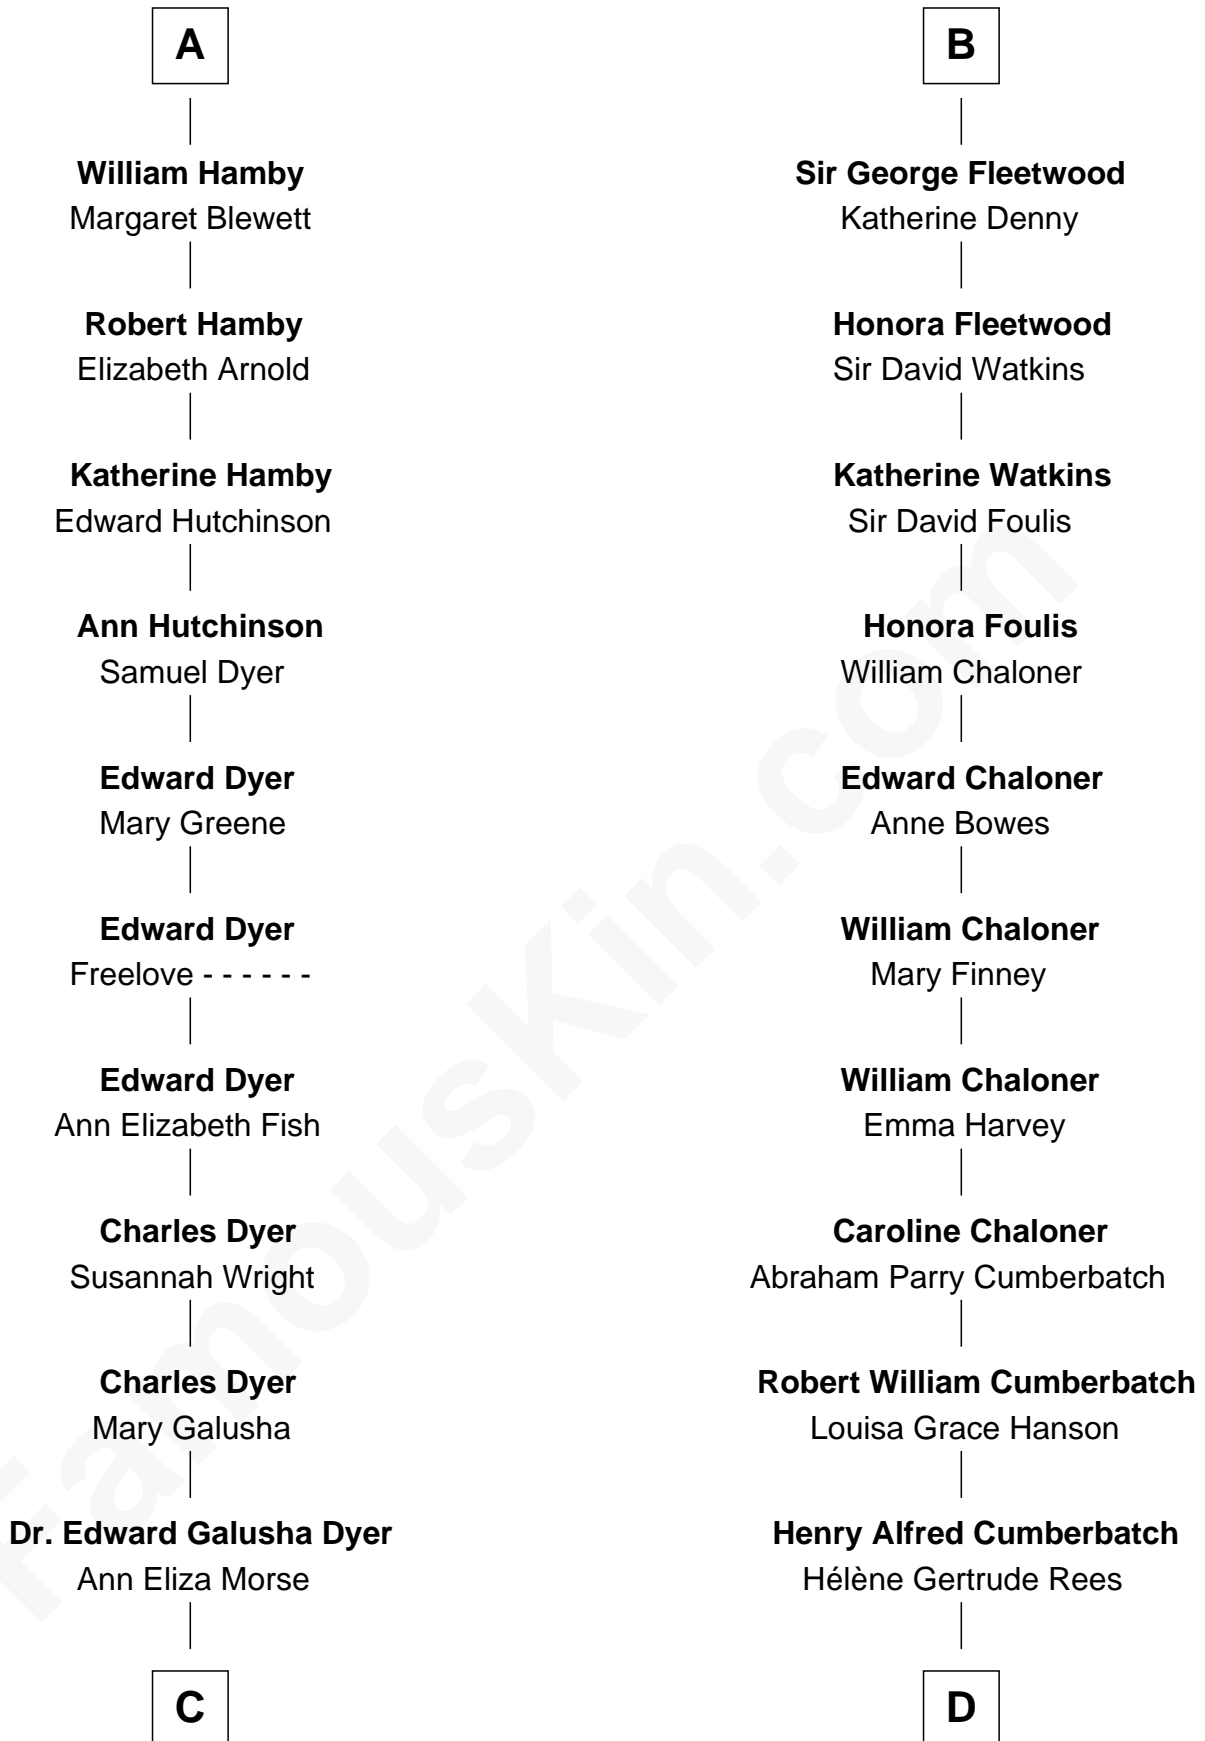 A
William Hamby
Margaret Blewett
Robert Hamby
Elizabeth Arnold
Katherine Hamby
Edward Hutchinson
Ann Hutchinson
Samuel Dyer
Edward Dyer
Mary Greene
Edward Dyer
Freelove - - - - - -
Edward Dyer
Ann Elizabeth Fish
Charles Dyer
Susannah Wright
Charles Dyer
Mary Galusha
Dr. Edward Galusha Dyer
Ann Eliza Morse
C
B
Sir George Fleetwood
Katherine Denny
Honora Fleetwood
Sir David Watkins
Katherine Watkins
Sir David Foulis
Honora Foulis
William Chaloner
Edward Chaloner
Anne Bowes
William Chaloner
Mary Finney
William Chaloner
Emma Harvey
Caroline Chaloner
Abraham Parry Cumberbatch
Robert William Cumberbatch
Louisa Grace Hanson
Henry Alfred Cumberbatch
Hélène Gertrude Rees
D
FamousKin.com